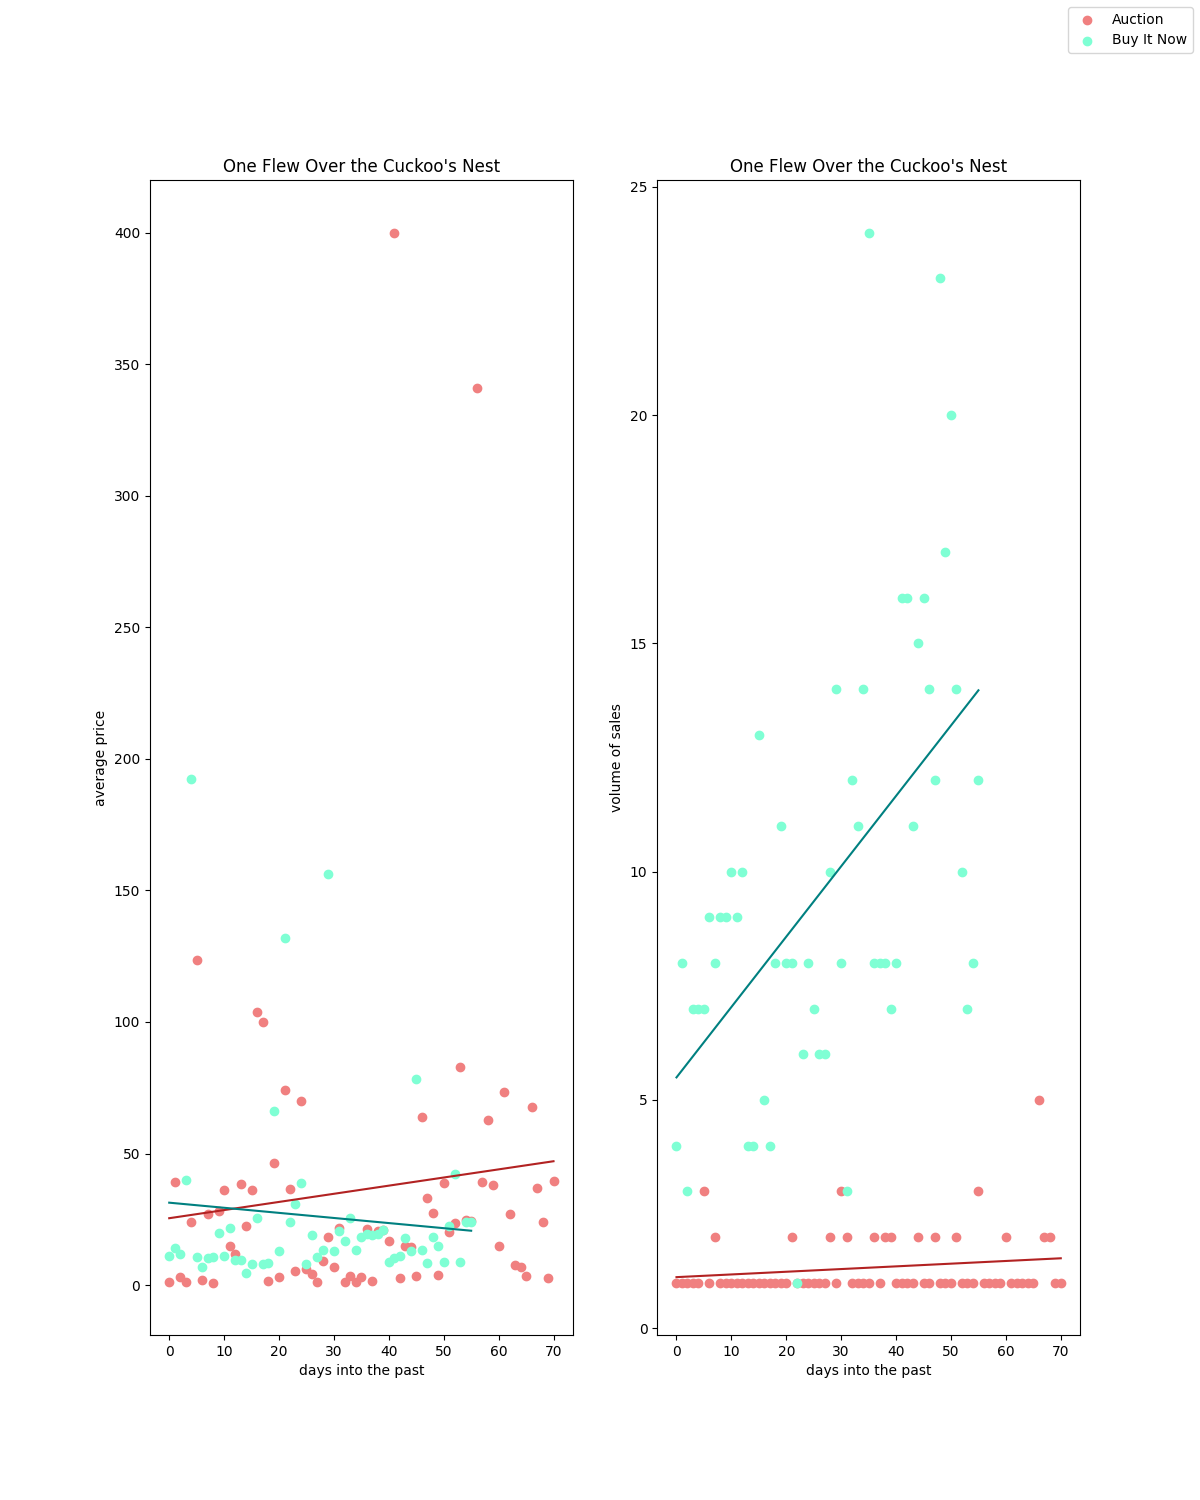 Auction
Buy It Now
One Flew Over the Cuckoo's Nest
400
350
300
250
200
150
100
50
0
average price
0 10 20 30 40 50 60 70
days into the past
One Flew Over the Cuckoo's Nest
25
20
15
10
5
0
volume of sales
0 10 20 30 40 50 60 70
days into the past